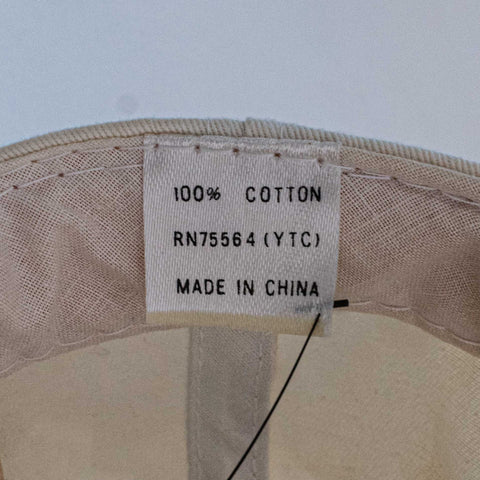 100% COTTON
RN75564 (YTC)
MADE IN CHINA